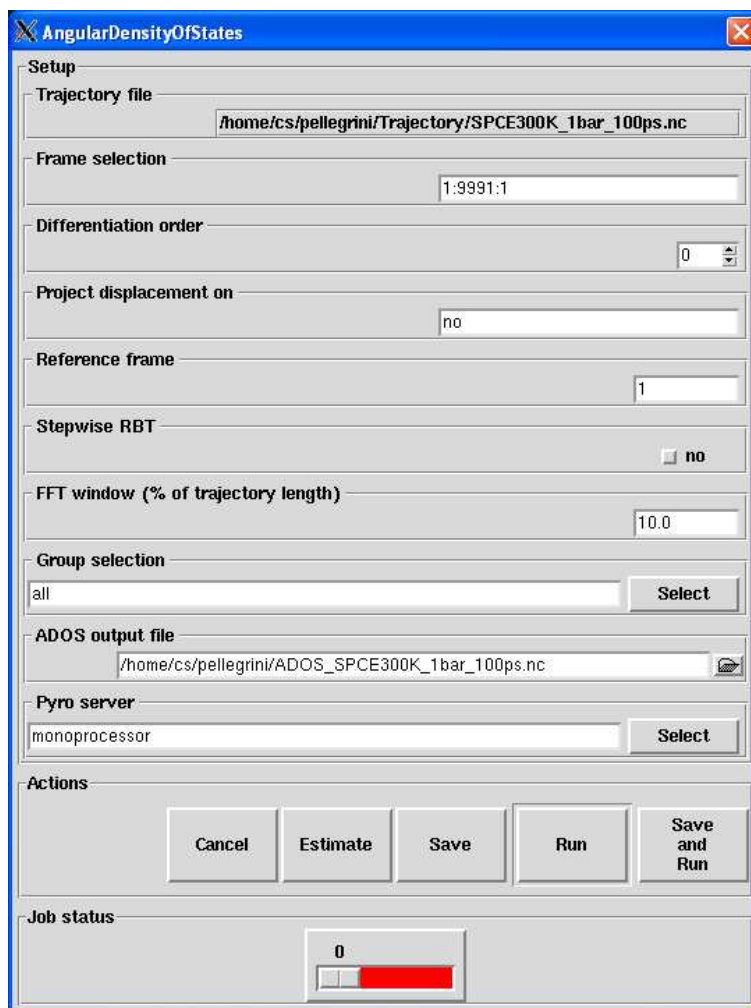 AngularDensityOfStates
Setup
Trajectory file
/home/cs/pellegrini/Trajectory/SPCE300K_1bar_100ps.nc
Frame selection
1:9991:1
Differentiation order
0
Project displacement on
no
Reference frame
1
Stepwise RBT
no
FFT window (% of trajectory length)
10.0
Group selection
all
Select
ADOS output file
/home/cs/pellegrini/ADOS_SPCE300K_1bar_100ps.nc
Pyro server
monoprocessor
Select
Actions
Cancel
Estimate
Save
Run
Save
and
Run
Job status
0